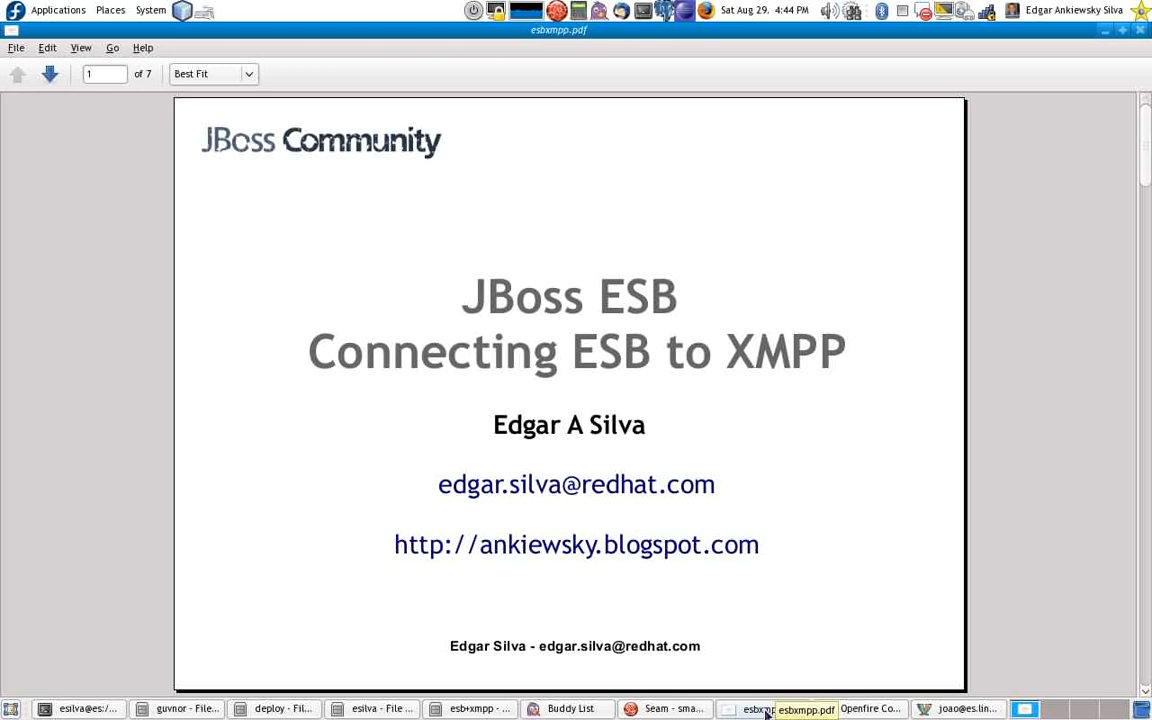 Applications Places System Sat Aug 29, 4:44 PM Edgar Ankiewsky Silva
esbxmpp.pdf
File Edit View Go Help
1 of 7 Best Fit
JBoss Community
JBoss ESB
Connecting ESB to XMPP
Edgar A Silva
edgar.silva@redhat.com
http://ankiewsky.blogspot.com
Edgar Silva - edgar.silva@redhat.com
esilva@es:/... guvnor - File... deploy - Fil... esilva - File ... esb+xmpp - ... Buddy List Seam - sma... esbxmp esbxmpp.pdf Openfire Co... joao@es.lin...